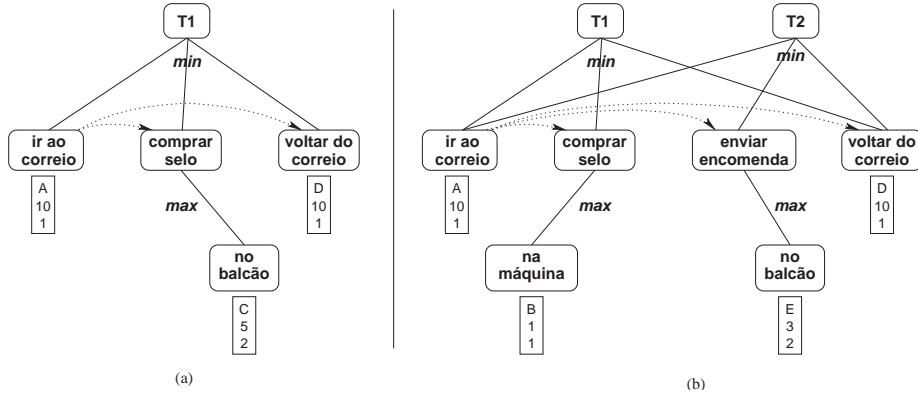 T1
min
ir ao
correio
comprar
selo
voltar do
correio
A
10
1
D
10
1
max
no
balcão
C
5
2
(a)
T1
T2
min
min
ir ao
correio
comprar
selo
enviar
encomenda
voltar do
correio
A
10
1
D
10
1
max
max
na
máquina
no
balcão
B
1
1
E
3
2
(b)